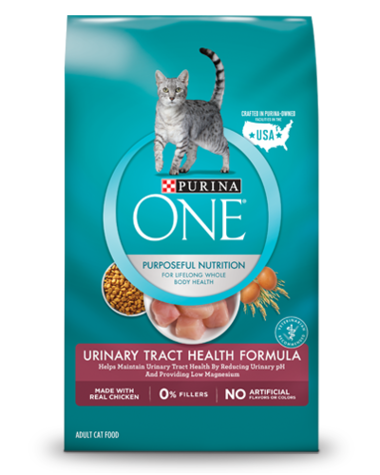 CRAFTED IN PURINA-OWNED
FACILITIES IN THE
USA
PURINA
ONE®
PURPOSEFUL NUTRITION
FOR LIFELONG WHOLE
BODY HEALTH
VETERINARIAN
RECOMMENDED
URINARY TRACT HEALTH FORMULA
Helps Maintain Urinary Tract Health By Reducing Urinary pH
And Providing Low Magnesium
MADE WITH
REAL CHICKEN
0% FILLERS
NO ARTIFICIAL
FLAVORS OR COLORS
ADULT CAT FOOD